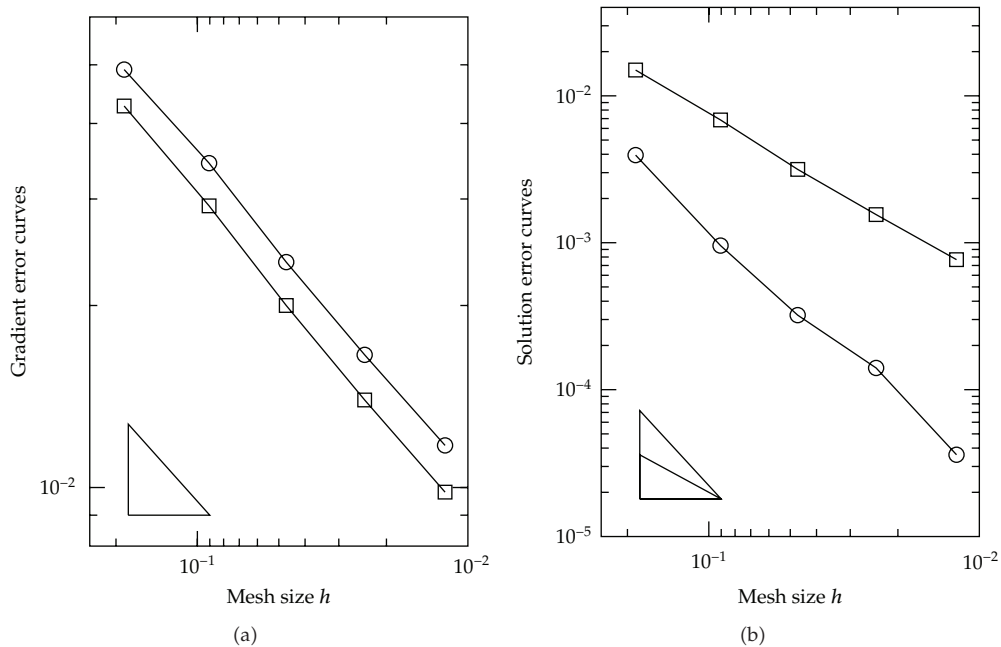 Gradient error curves
10⁻²
10⁻¹
10⁻²
Mesh size h
(a)
Solution error curves
10⁻²
10⁻³
10⁻⁴
10⁻⁵
10⁻¹
10⁻²
Mesh size h
(b)